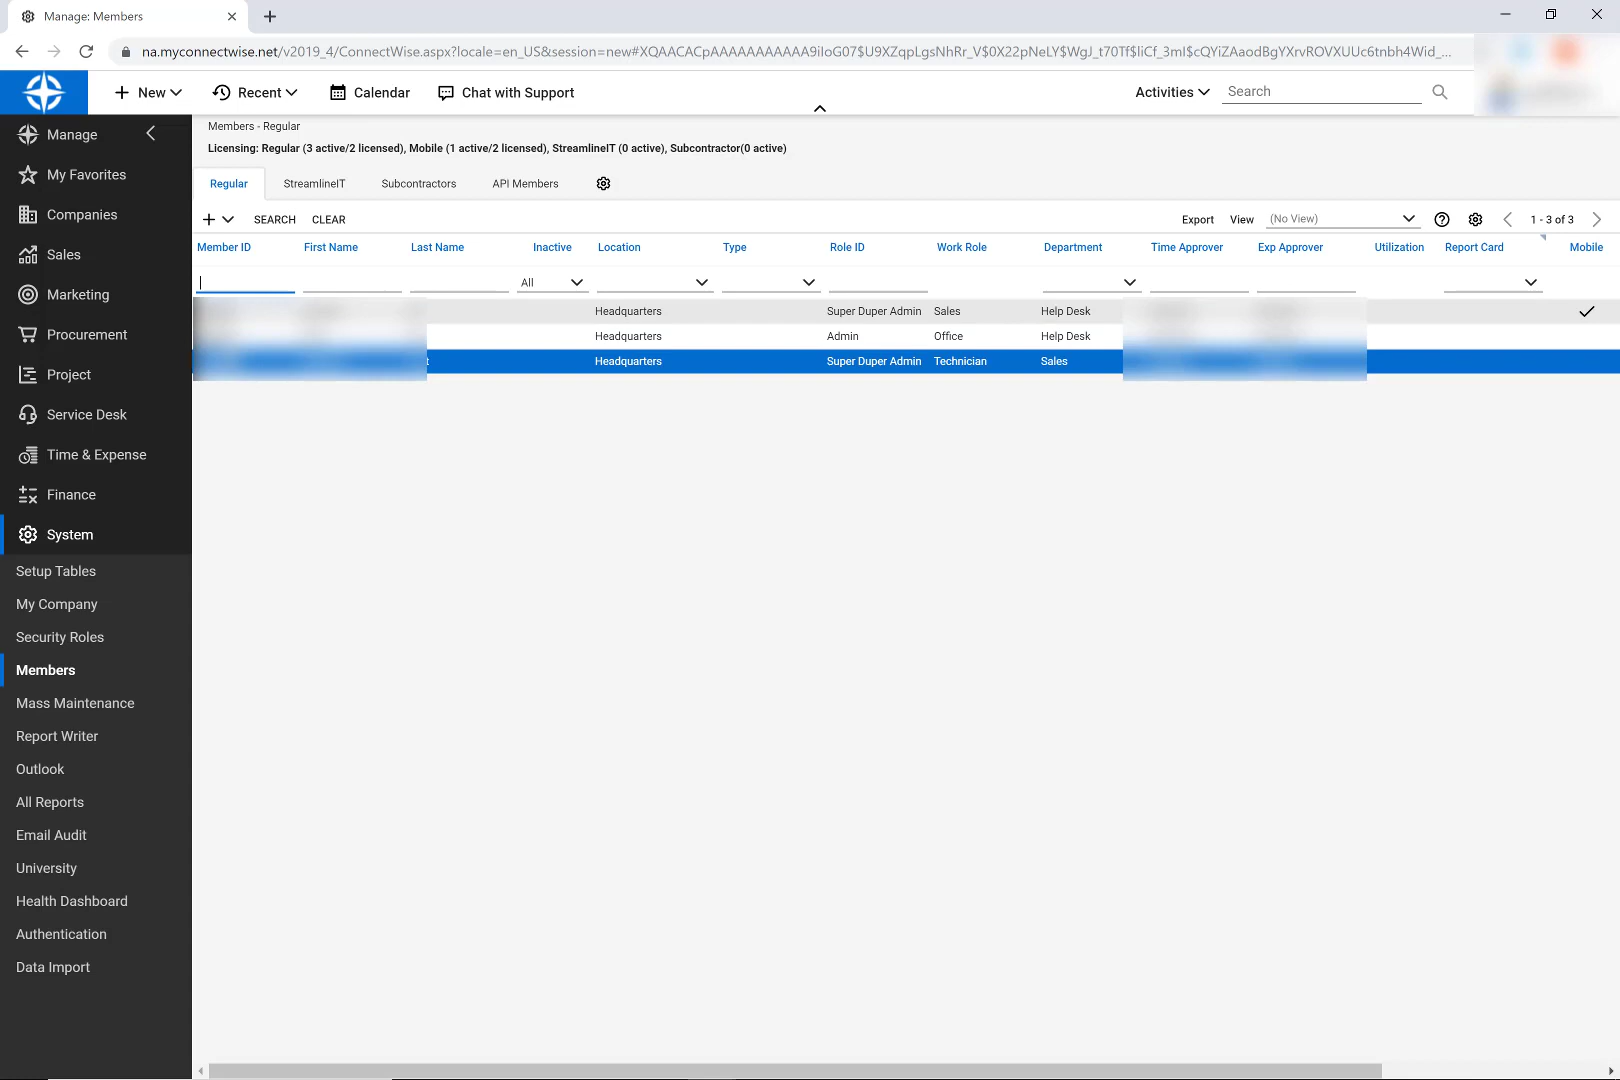 Manage: Members
na.myconnectwise.net/v2019_4/ConnectWise.aspx?locale=en_US&session=new#XQAACACpAAAAAAAAAAA9iIoG07$U9XZqpLgsNhRr_V$0X22pNeLY$WgJ_t70Tf$liCf_3mI$cQYiZAaodBgYXrvROVXUUc6tnbh4Wid_...
New Recent Calendar Chat with Support Activities Search
Manage
My Favorites
Companies
Sales
Marketing
Procurement
Project
Service Desk
Time & Expense
Finance
System
Setup Tables
My Company
Security Roles
Members
Mass Maintenance
Report Writer
Outlook
All Reports
Email Audit
University
Health Dashboard
Authentication
Data Import
Members - Regular
Licensing: Regular (3 active/2 licensed), Mobile (1 active/2 licensed), StreamlineIT (0 active), Subcontractor(0 active)
Regular StreamlineIT Subcontractors API Members
SEARCH CLEAR Export View (No View) 1 - 3 of 3
Member ID First Name Last Name Inactive Location Type Role ID Work Role Department Time Approver Exp Approver Utilization Report Card Mobile
All
Headquarters Super Duper Admin Sales Help Desk
Headquarters Admin Office Help Desk
t Headquarters Super Duper Admin Technician Sales